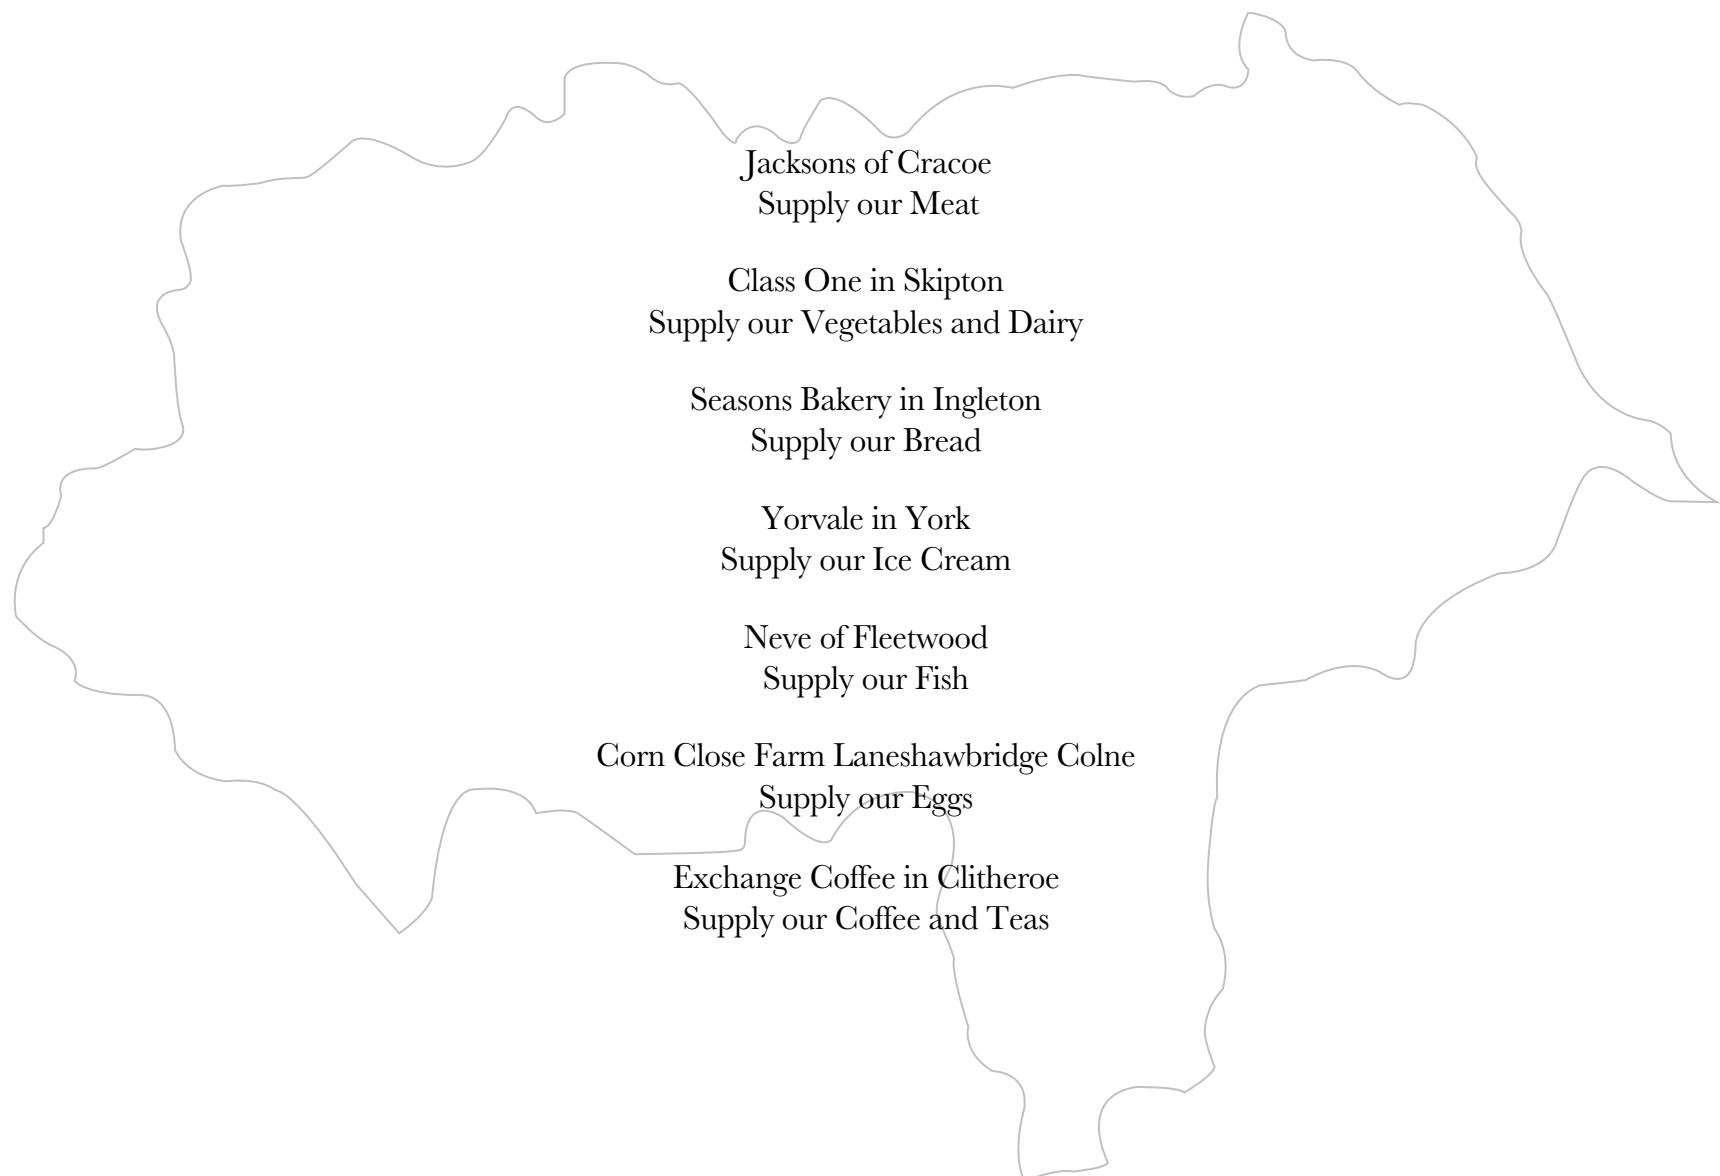 Jacksons of Cracoe
Supply our Meat
Class One in Skipton
Supply our Vegetables and Dairy
Seasons Bakery in Ingleton
Supply our Bread
Yorvale in York
Supply our Ice Cream
Neve of Fleetwood
Supply our Fish
Corn Close Farm Laneshawbridge Colne
Supply our Eggs
Exchange Coffee in Clitheroe
Supply our Coffee and Teas